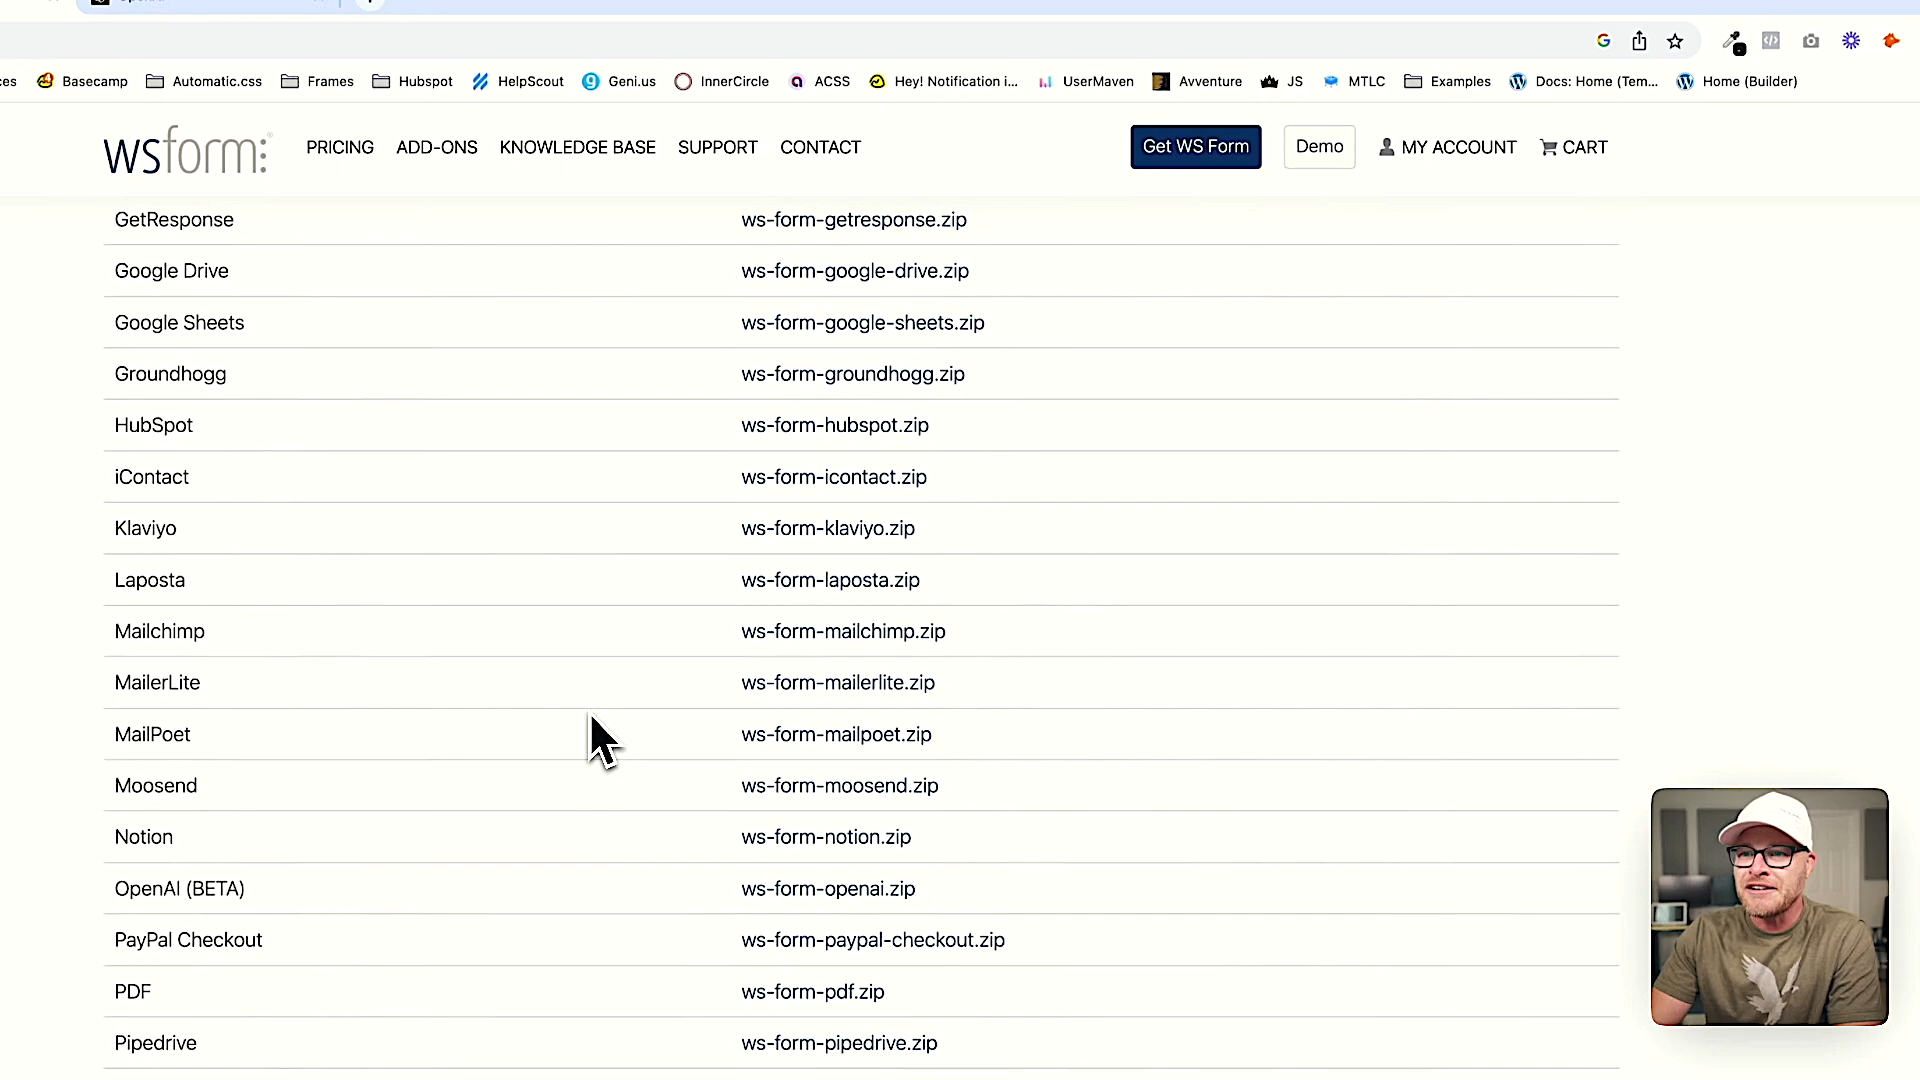 es Basecamp Automatic.css Frames Hubspot HelpScout Geni.us InnerCircle ACSS Hey! Notification i... UserMaven Avventure JS MTLC Examples Docs: Home (Tem... Home (Builder)
wsform: PRICING ADD-ONS KNOWLEDGE BASE SUPPORT CONTACT Get WS Form Demo MY ACCOUNT CART
GetResponse ws-form-getresponse.zip
Google Drive ws-form-google-drive.zip
Google Sheets ws-form-google-sheets.zip
Groundhogg ws-form-groundhogg.zip
HubSpot ws-form-hubspot.zip
iContact ws-form-icontact.zip
Klaviyo ws-form-klaviyo.zip
Laposta ws-form-laposta.zip
Mailchimp ws-form-mailchimp.zip
MailerLite ws-form-mailerlite.zip
MailPoet ws-form-mailpoet.zip
Moosend ws-form-moosend.zip
Notion ws-form-notion.zip
OpenAI (BETA) ws-form-openai.zip
PayPal Checkout ws-form-paypal-checkout.zip
PDF ws-form-pdf.zip
Pipedrive ws-form-pipedrive.zip